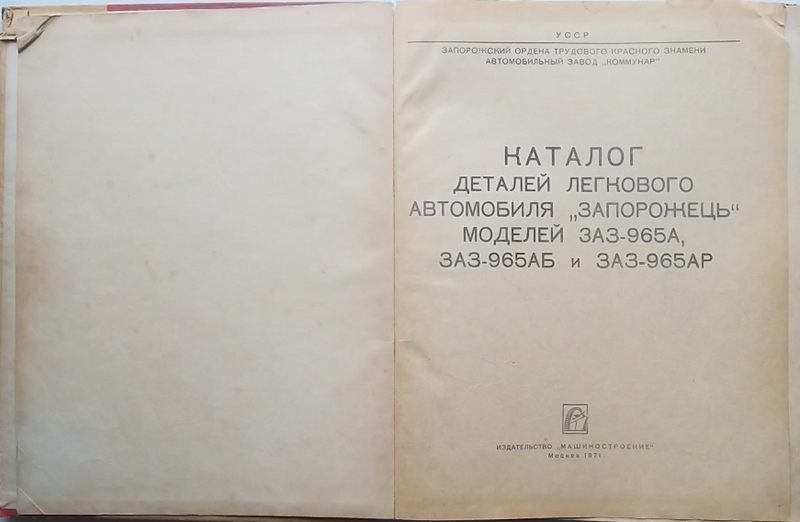 УССР
ЗАПОРОЖСКИЙ ОРДЕНА ТРУДОВОГО КРАСНОГО ЗНАМЕНИ
АВТОМОБИЛЬНЫЙ ЗАВОД „КОММУНАР“
КАТАЛОГ
ДЕТАЛЕЙ ЛЕГКОВОГО
АВТОМОБИЛЯ „ЗАПОРОЖЕЦЬ“
МОДЕЛЕЙ ЗАЗ-965А,
ЗАЗ-965АБ и ЗАЗ-965АР
ИЗДАТЕЛЬСТВО „МАШИНОСТРОЕНИЕ“
Москва 1971